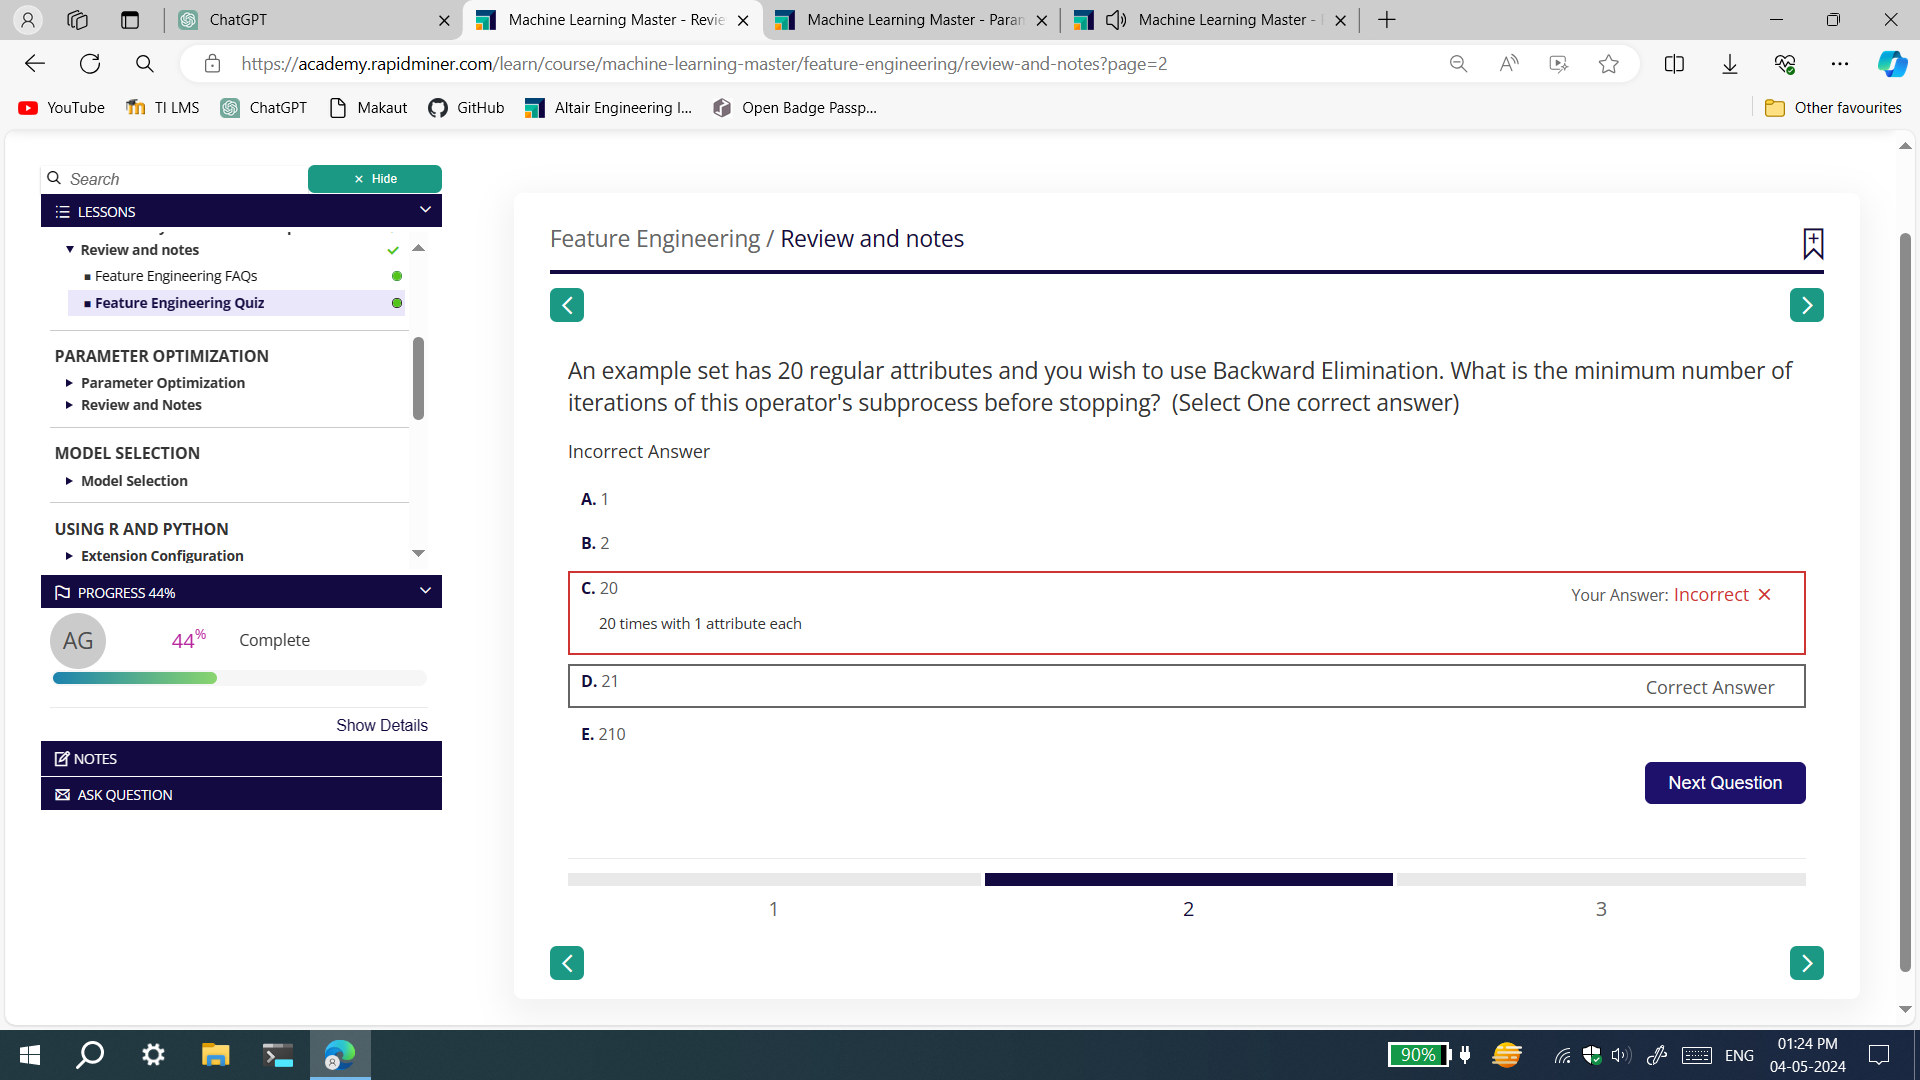 ChatGPT
Machine Learning Master - Revie
Machine Learning Master - Param
Machine Learning Master -
https://academy.rapidminer.com/learn/course/machine-learning-master/feature-engineering/review-and-notes?page=2
YouTube
TI LMS
ChatGPT
Makaut
GitHub
Altair Engineering I...
Open Badge Passp...
Other favourites
Search
× Hide
LESSONS
Review and notes
Feature Engineering FAQs
Feature Engineering Quiz
PARAMETER OPTIMIZATION
Parameter Optimization
Review and Notes
MODEL SELECTION
Model Selection
USING R AND PYTHON
Extension Configuration
PROGRESS 44%
AG
44%
Complete
Show Details
NOTES
ASK QUESTION
Feature Engineering / Review and notes
An example set has 20 regular attributes and you wish to use Backward Elimination. What is the minimum number of
iterations of this operator's subprocess before stopping? (Select One correct answer)
Incorrect Answer
A. 1
B. 2
C. 20
Your Answer: Incorrect ×
20 times with 1 attribute each
D. 21
Correct Answer
E. 210
Next Question
1
2
3
90%
ENG
01:24 PM
04-05-2024